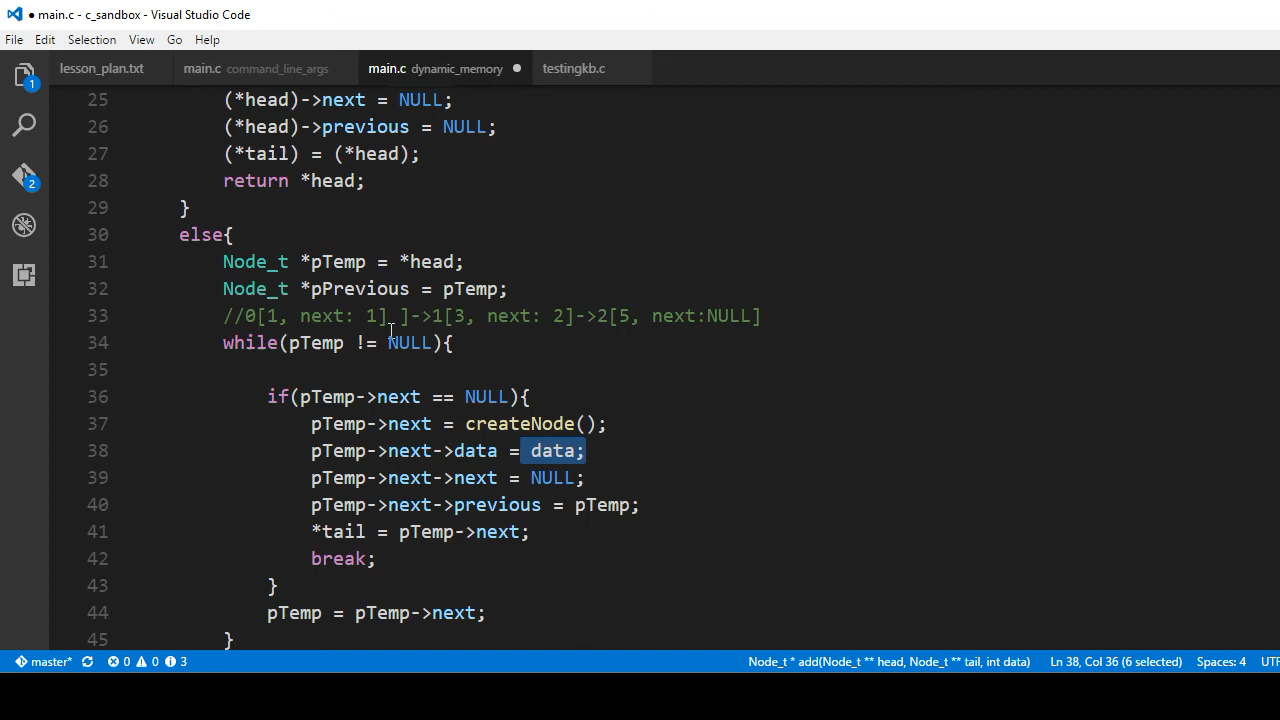 ● main.c - c_sandbox - Visual Studio Code
File Edit Selection View Go Help
lesson_plan.txt main.c command_line_args main.c dynamic_memory ● testingkb.c
1
2
25 (*head)->next = NULL;
26 (*head)->previous = NULL;
27 (*tail) = (*head);
28 return *head;
29 }
30 else{
31 Node_t *pTemp = *head;
32 Node_t *pPrevious = pTemp;
33 //0[1, next: 1] ]->1[3, next: 2]->2[5, next:NULL]
34 while(pTemp != NULL){
35
36 if(pTemp->next == NULL){
37 pTemp->next = createNode();
38 pTemp->next->data = data;
39 pTemp->next->next = NULL;
40 pTemp->next->previous = pTemp;
41 *tail = pTemp->next;
42 break;
43 }
44 pTemp = pTemp->next;
45 }
master* 0 0 3 Node_t * add(Node_t ** head, Node_t ** tail, int data) Ln 38, Col 36 (6 selected) Spaces: 4 UTF